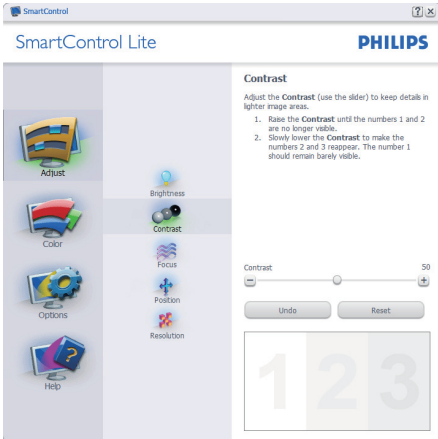 SmartControl
SmartControl Lite
PHILIPS
Adjust
Color
Options
Help
Brightness
Contrast
Focus
Position
Resolution
Contrast
Adjust the Contrast (use the slider) to keep details in
lighter image areas.
1. Raise the Contrast until the numbers 1 and 2
are no longer visible.
2. Slowly lower the Contrast to make the
numbers 2 and 3 reappear. The number 1
should remain barely visible.
Contrast 50
Undo Reset
1 2 3